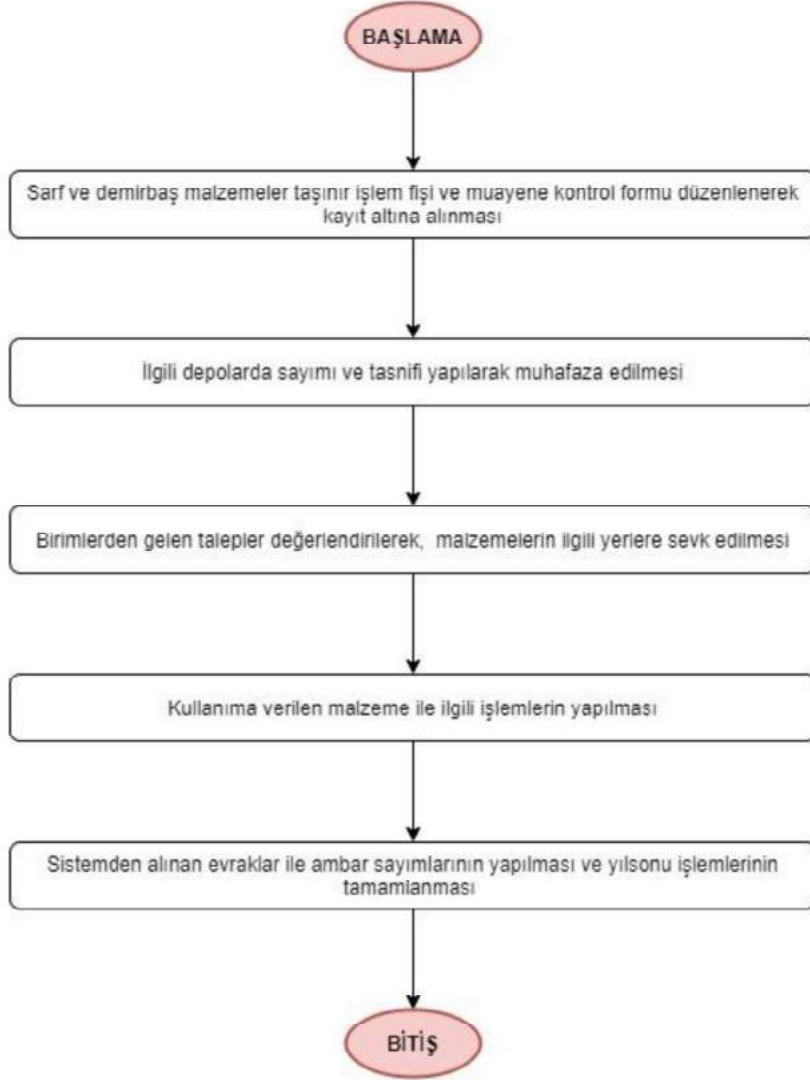 BAŞLAMA
Sarf ve demirbaş malzemeler taşınır işlem fişi ve muayene kontrol formu düzenlenerek
kayıt altına alınması
İlgili depolarda sayımı ve tasnifi yapılarak muhafaza edilmesi
Birimlerden gelen talepler değerlendirilerek, malzemelerin ilgili yerlere sevk edilmesi
Kullanıma verilen malzeme ile ilgili işlemlerin yapılması
Sistemden alınan evraklar ile ambar sayımlarının yapılması ve yılsonu işlemlerinin
tamamlanması
BİTİŞ